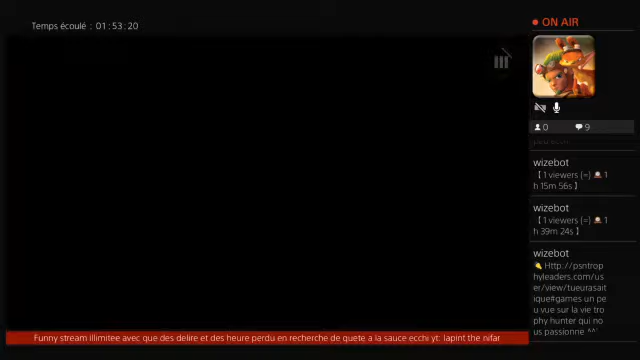 Temps écoulé : 01 : 53 : 20
ON AIR
0 9
wizebot
【 1 viewers (=) 1
h 15m 56s 】
wizebot
【 1 viewers (=) 1
h 39m 24s 】
wizebot
Http://psntrop
hyleaders.com/us
er/view/tueurasait
ique#games un pe
u vue sur la vie tro
phy hunter qui no
us passionne ^^`
Funny stream illimitee avec que des delire et des heure perdu en recherche de quete a la sauce ecchi yt: lapint the nifar